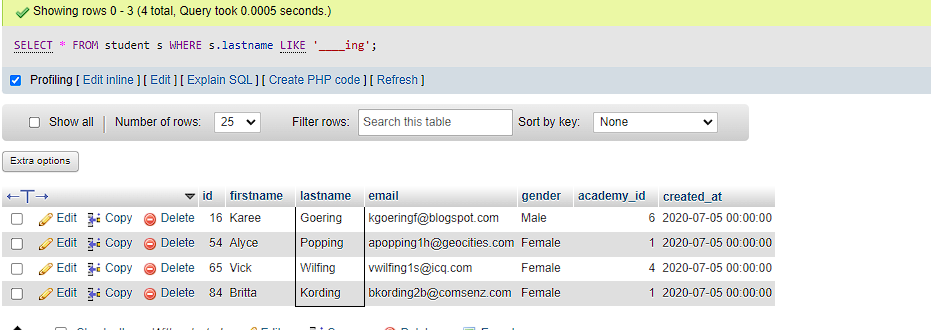 Showing rows 0 - 3 (4 total, Query took 0.0005 seconds.)
SELECT * FROM student s WHERE s.lastname LIKE '____ing';
Profiling [ Edit inline ] [ Edit ] [ Explain SQL ] [ Create PHP code ] [ Refresh ]
Show all Number of rows: 25 Filter rows: Search this table Sort by key: None
Extra options
id firstname lastname email gender academy_id created_at
Edit Copy Delete 16 Karee Goering kgoeringf@blogspot.com Male 6 2020-07-05 00:00:00
Edit Copy Delete 54 Alyce Popping apopping1h@geocities.com Female 1 2020-07-05 00:00:00
Edit Copy Delete 65 Vick Wilfing vwilfing1s@icq.com Female 4 2020-07-05 00:00:00
Edit Copy Delete 84 Britta Kording bkording2b@comsenz.com Female 1 2020-07-05 00:00:00